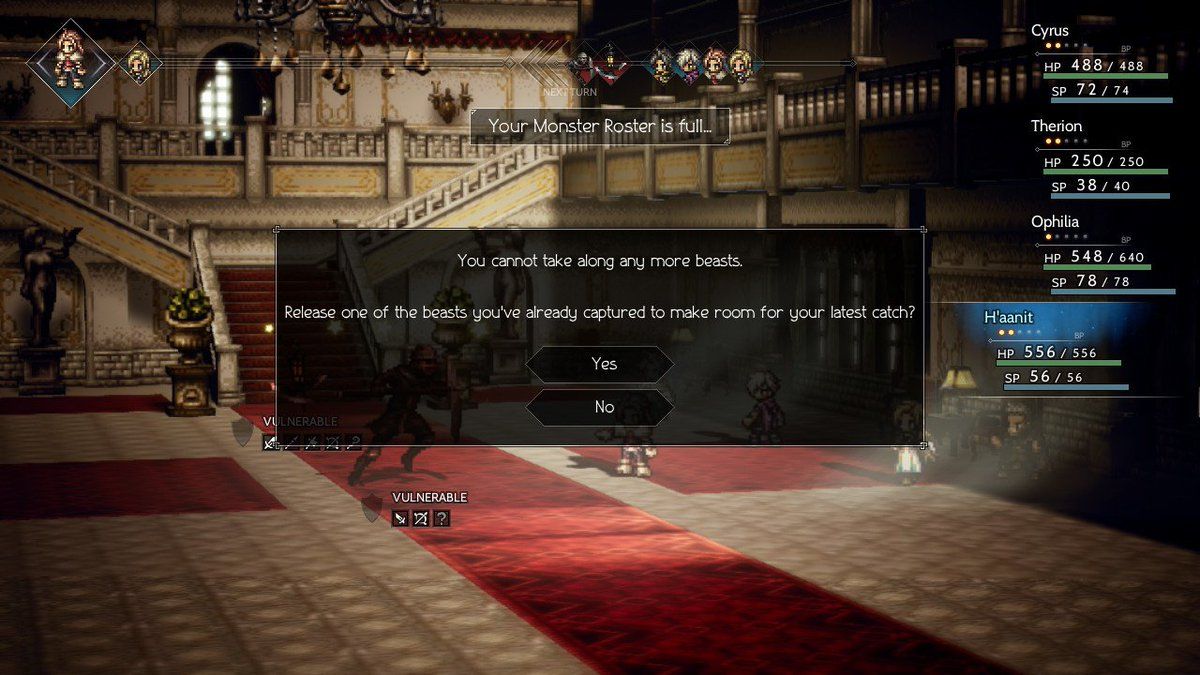 NEXT TURN
Your Monster Roster is full...
Cyrus
BP
HP 488 / 488
SP 72 / 74
Therion
BP
HP 250 / 250
SP 38 / 40
Ophilia
BP
HP 548 / 640
SP 78 / 78
H'aanit
BP
HP 556 / 556
SP 56 / 56
You cannot take along any more beasts.
Release one of the beasts you've already captured to make room for your latest catch?
Yes
No
VULNERABLE
?
VULNERABLE
?